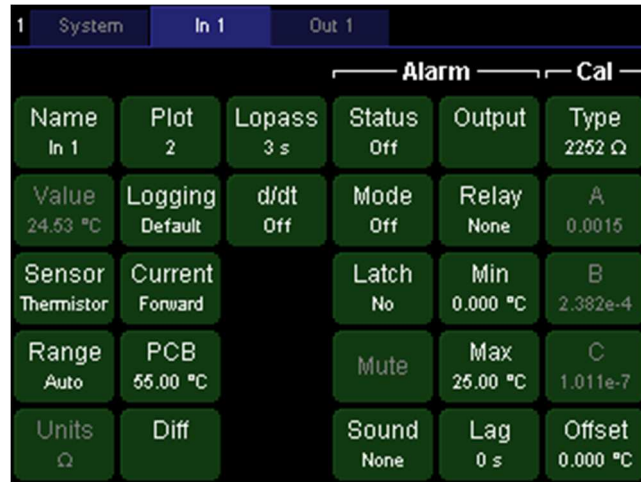 1 System In 1 Out 1
Alarm Cal
Name Plot Lopass Status Output Type
In 1 2 3 s Off 2252 Ω
Value Logging d/dt Mode Relay A
24.53 °C Default Off Off None 0.0015
Sensor Current Latch Min B
Thermistor Forward No 0.000 °C 2.382e-4
Range PCB Mute Max C
Auto 55.00 °C 25.00 °C 1.011e-7
Units Diff Sound Lag Offset
Ω None 0 s 0.000 °C